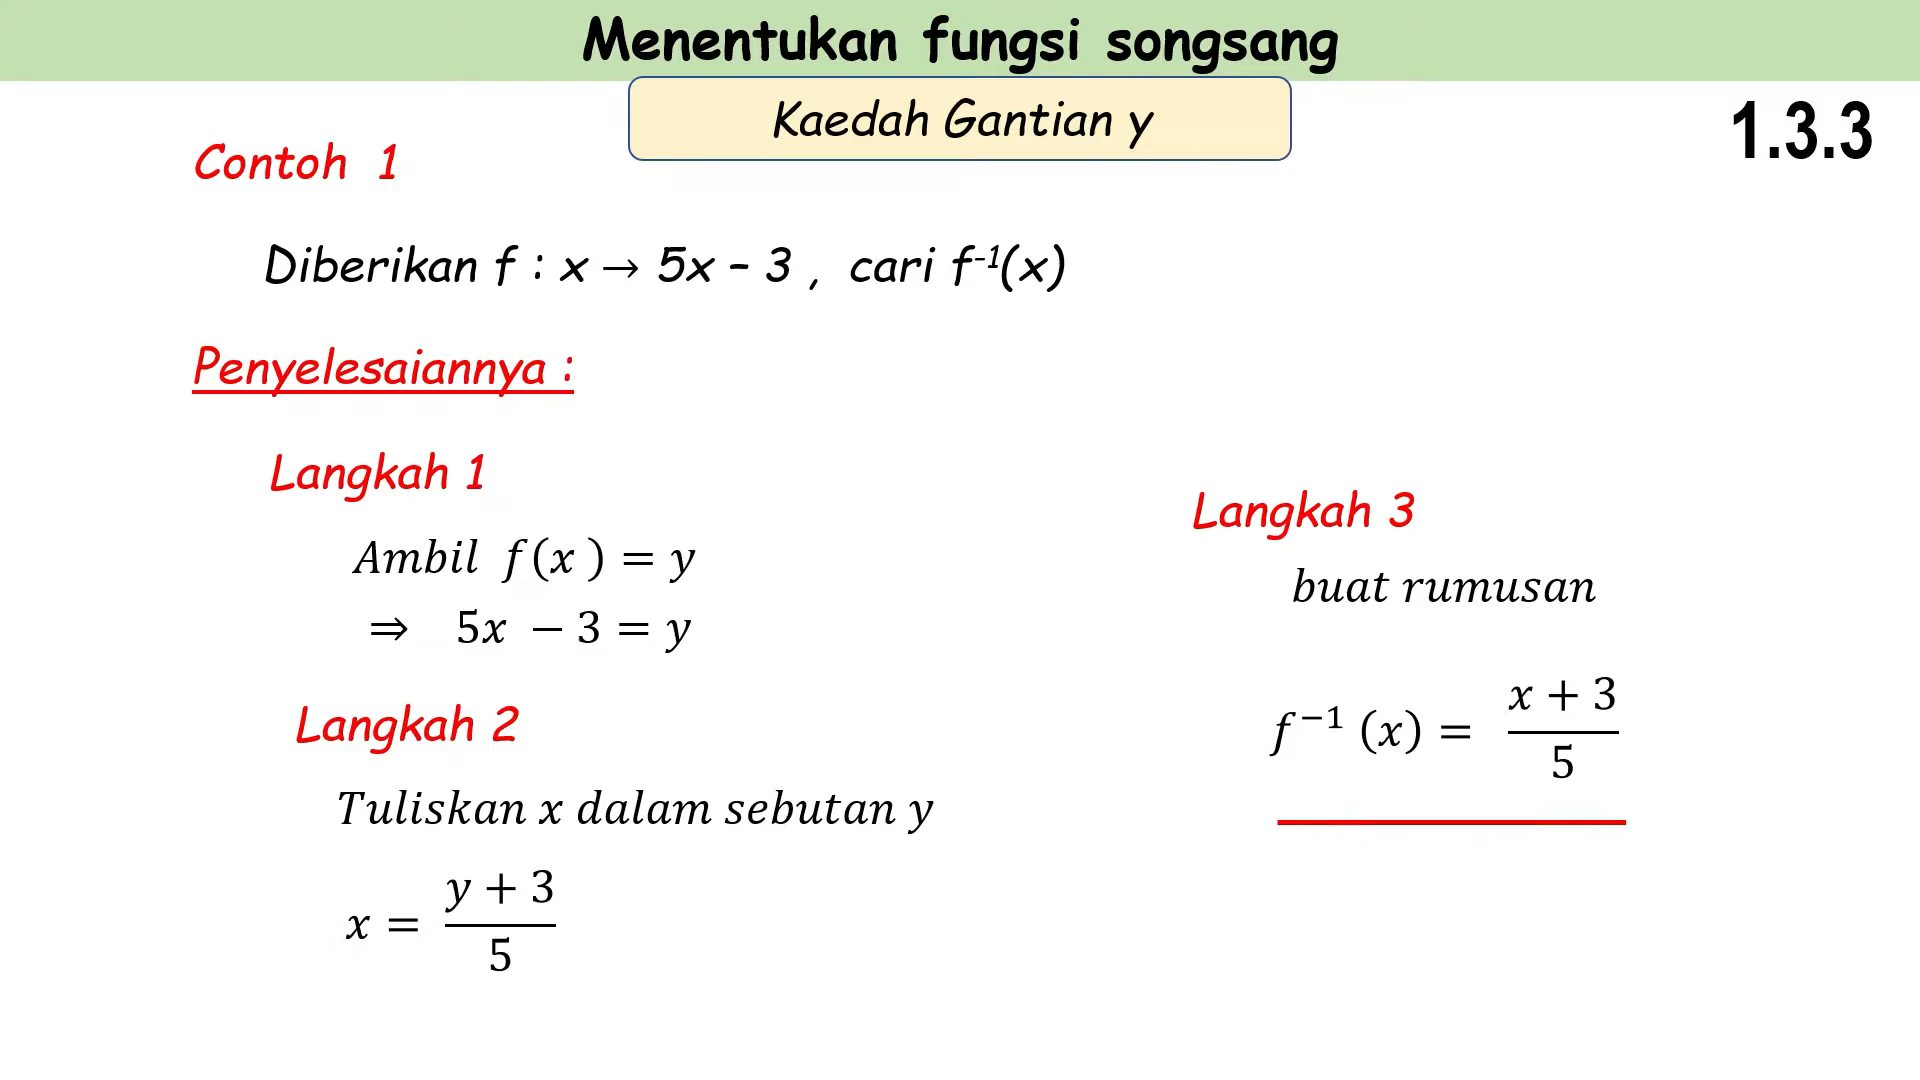 Menentukan fungsi songsang
Kaedah Gantian y
1.3.3
Contoh 1
Diberikan f : x → 5x – 3 , cari f⁻¹(x)
Penyelesaiannya :
Langkah 1
Ambil f(x ) = y
⇒ 5x − 3 = y
Langkah 2
Tuliskan x dalam sebutan y
x = (y + 3)/5
Langkah 3
buat rumusan
f⁻¹ (x) = (x + 3)/5